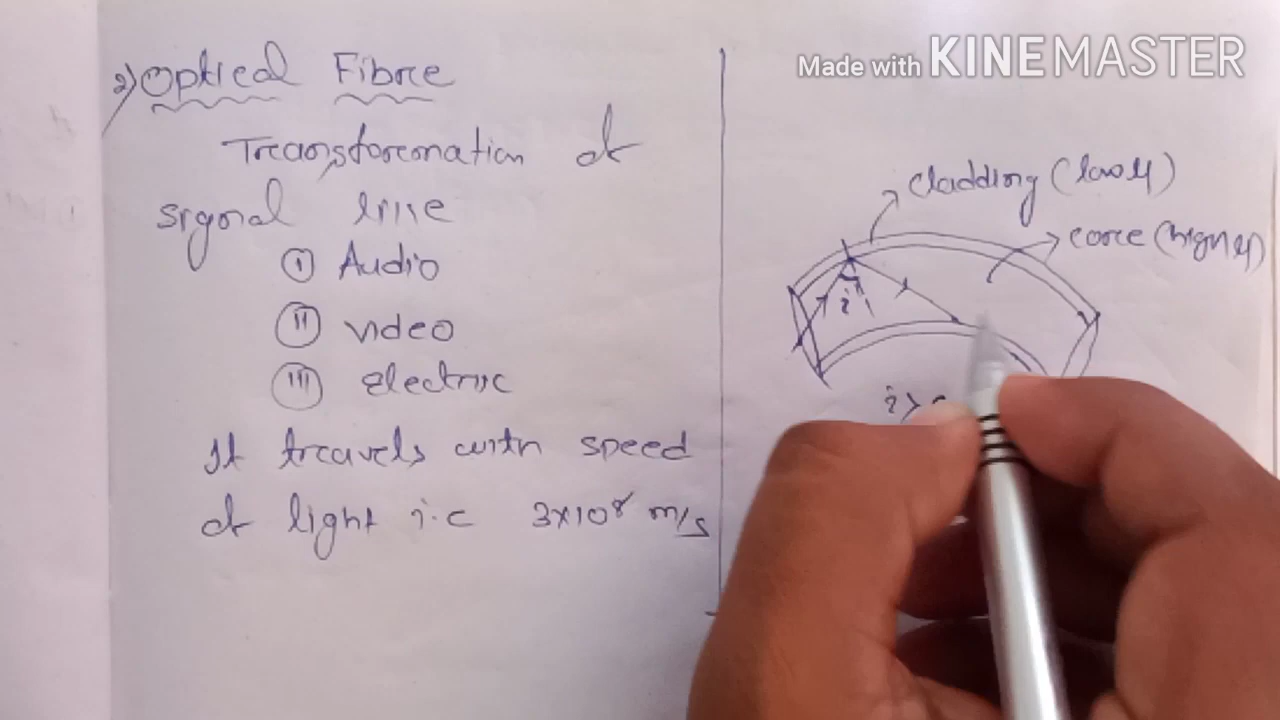 2) Optical Fibre
Transformation of
signal like
(i) Audio
(ii) video
(iii) Electric
It travels with speed
of light i.e 3x10⁸ m/s
Made with KINEMASTER
cladding (low μ)
core (high μ)
i
i >